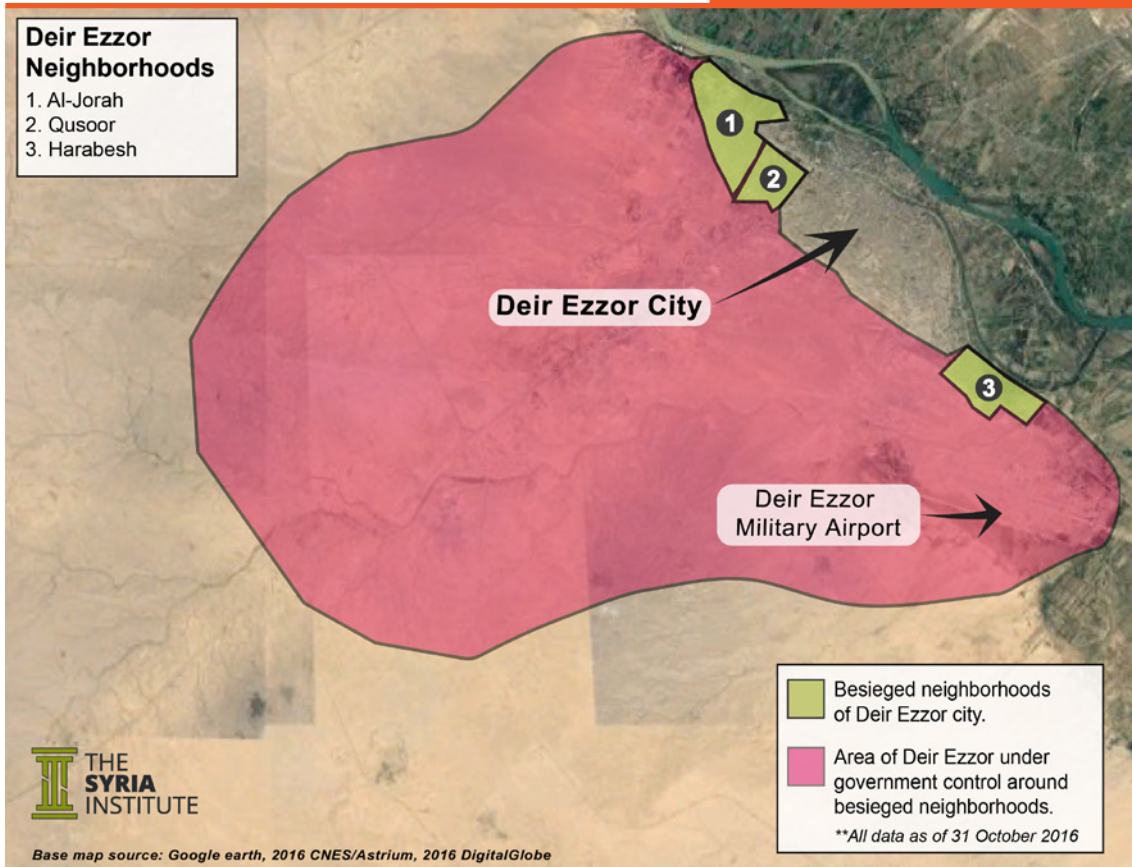 Deir Ezzor
Neighborhoods
1. Al-Jorah
2. Qusoor
3. Harabesh
1
2
Deir Ezzor City
3
Deir Ezzor
Military Airport
Besieged neighborhoods
of Deir Ezzor city.
Area of Deir Ezzor under
government control around
besieged neighborhoods.
**All data as of 31 October 2016
THE
SYRIA
INSTITUTE
Base map source: Google earth, 2016 CNES/Astrium, 2016 DigitalGlobe